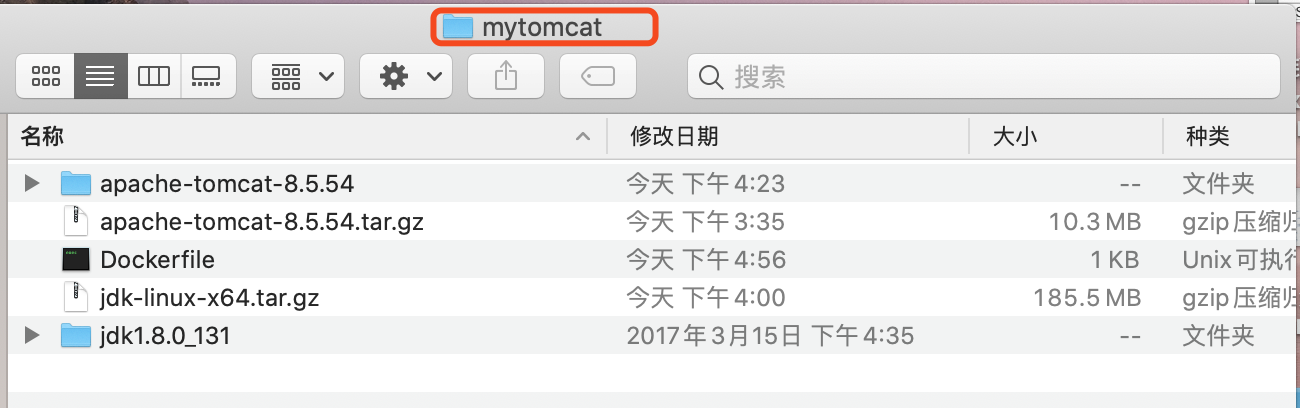 mytomcat
搜索
名称 修改日期 大小 种类
apache-tomcat-8.5.54 今天 下午4:23 -- 文件夹
apache-tomcat-8.5.54.tar.gz 今天 下午3:35 10.3 MB gzip压缩归
Dockerfile 今天 下午4:56 1 KB Unix可执行
jdk-linux-x64.tar.gz 今天 下午4:00 185.5 MB gzip压缩归
jdk1.8.0_131 2017年3月15日 下午4:35 -- 文件夹